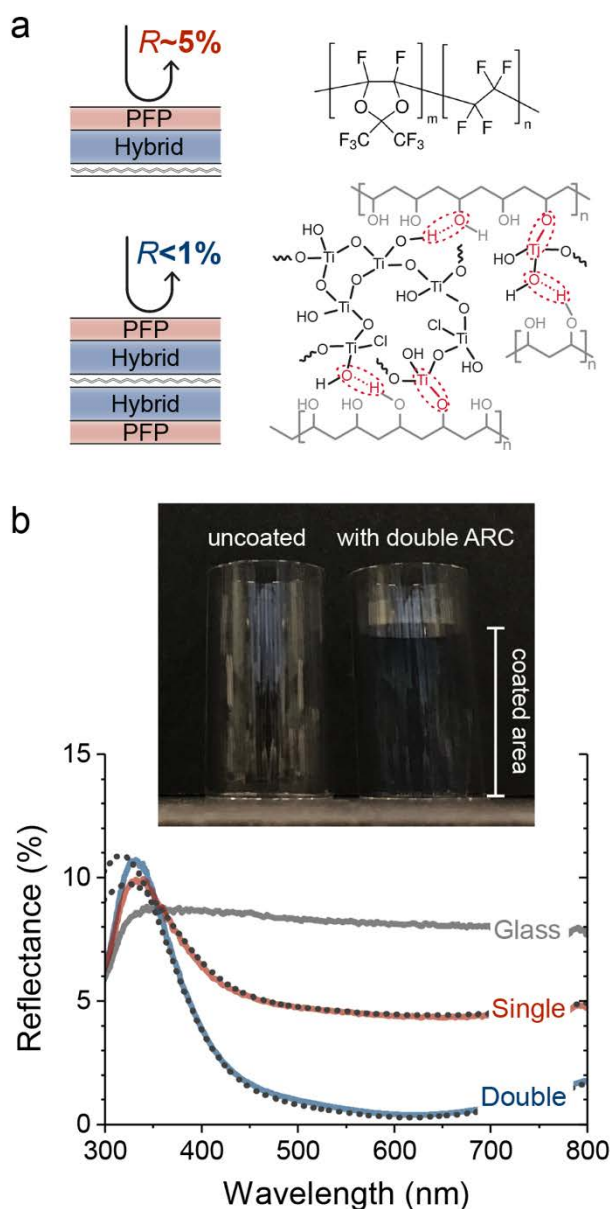 a
R~5%
PFP
Hybrid
R<1%
PFP
Hybrid
Hybrid
PFP
F F
O O
F₃C CF₃
m
F F
F F
n
OH OH O OH O
n
H
H
HO O O
Ti Ti
O O O
Ti
HO
O
Ti
Cl
O
H
H
O
HO
Ti
O
Ti
O
Cl
Ti
HO
O
HO
Ti
O
HO
HO
O
O
HO
n
O
HO Ti O
O
H
H
OH O
n
b
uncoated with double ARC
coated area
15
10
5
0
Reflectance (%)
Glass
Single
Double
300 400 500 600 700 800
Wavelength (nm)